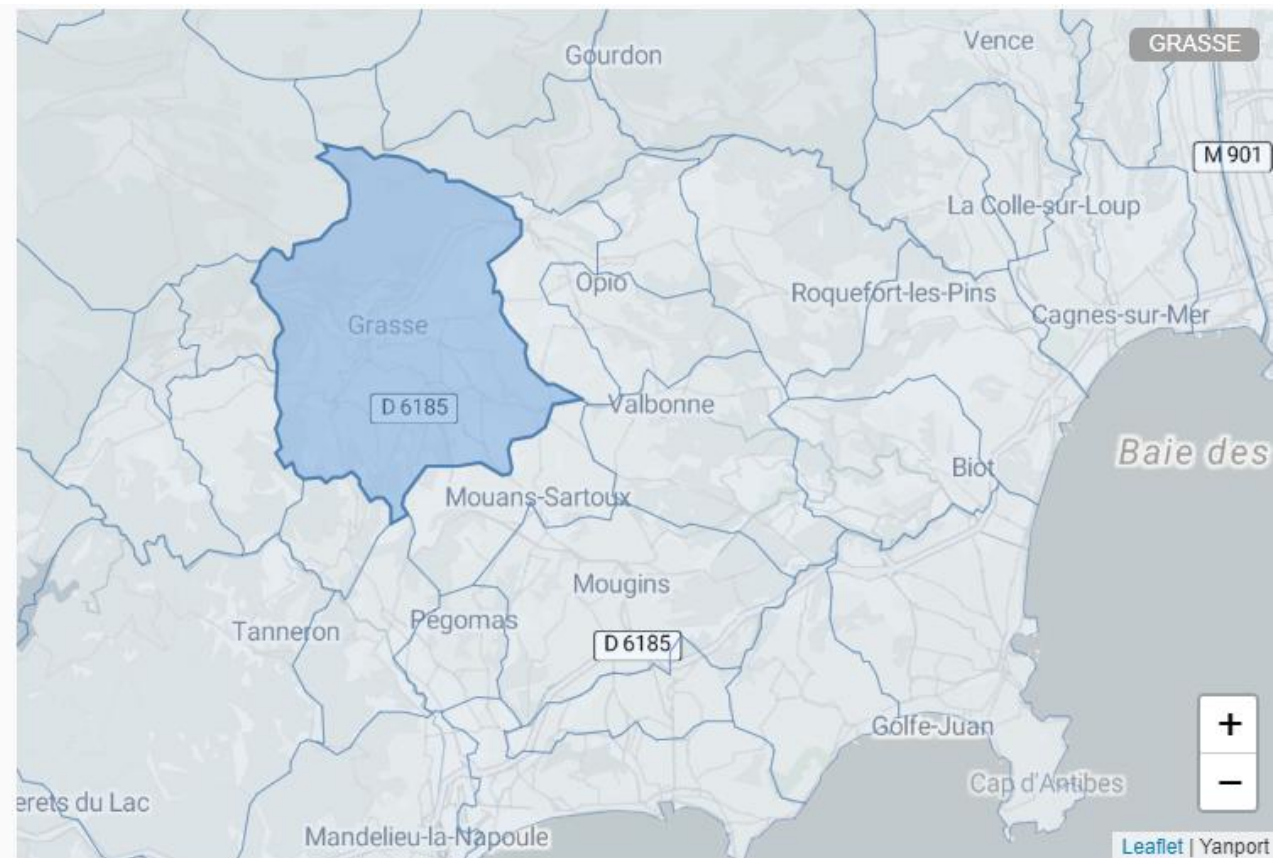 Gourdon
Vence
GRASSE
M 901
La Colle-sur-Loup
Opio
Roquefort-les-Pins
Cagnes-sur-Mer
Grasse
D 6185
Valbonne
Baie des
Biot
Mouans-Sartoux
Mougins
Pégomas
Tanneron
D 6185
+
Golfe-Juan
−
Cap d'Antibes
erets du Lac
Mandelieu-la-Napoule
Leaflet | Yanport